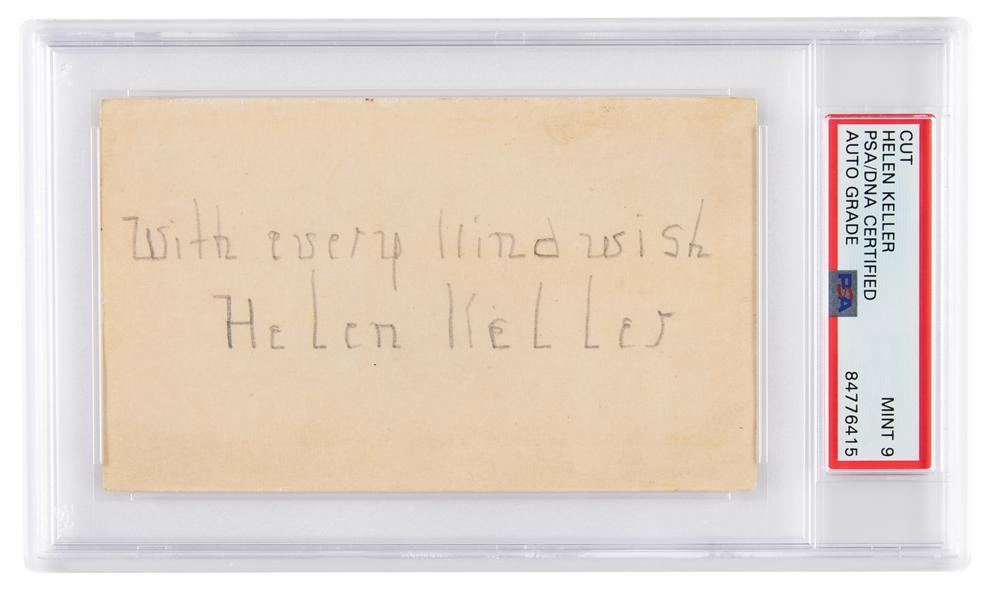 With every kind wish
Helen Keller
CUT
HELEN KELLER
PSA/DNA CERTIFIED
AUTO GRADE
MINT 9
84776415
PSA